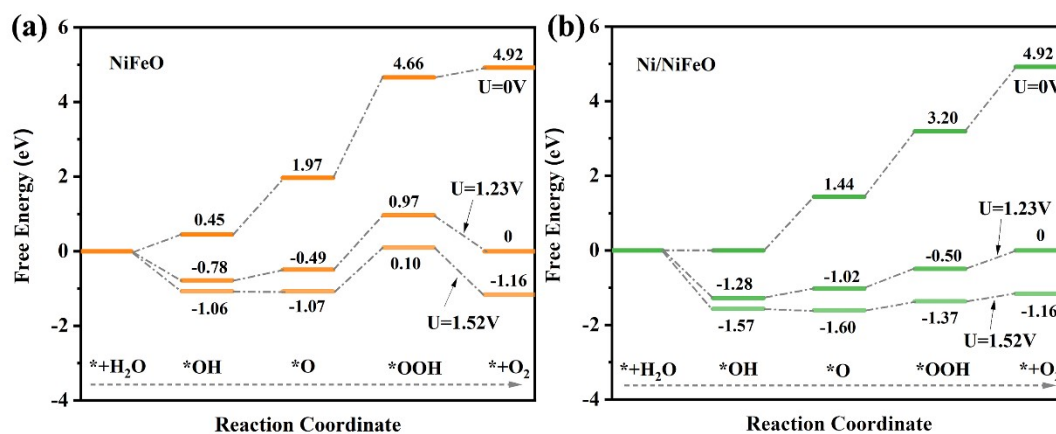 (a)
NiFeO
Free Energy (eV)
6
4
2
0
-2
-4
0.45
1.97
4.66
4.92
U=0V
-0.78
-0.49
0.97
0
U=1.23V
-1.06
-1.07
0.10
-1.16
U=1.52V
*+H₂O
*OH
*O
*OOH
*+O₂
Reaction Coordinate
(b)
Ni/NiFeO
Free Energy (eV)
6
4
2
0
-2
-4
1.44
3.20
4.92
U=0V
-1.28
-1.02
-0.50
0
U=1.23V
-1.57
-1.60
-1.37
-1.16
U=1.52V
*+H₂O
*OH
*O
*OOH
*+O₂
Reaction Coordinate